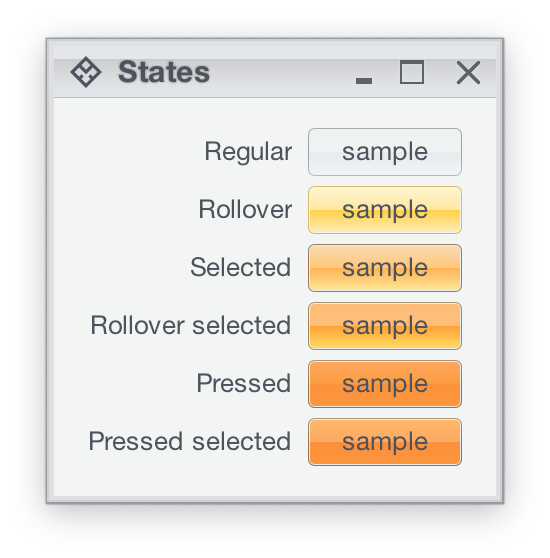 States
Regular sample
Rollover sample
Selected sample
Rollover selected sample
Pressed sample
Pressed selected sample